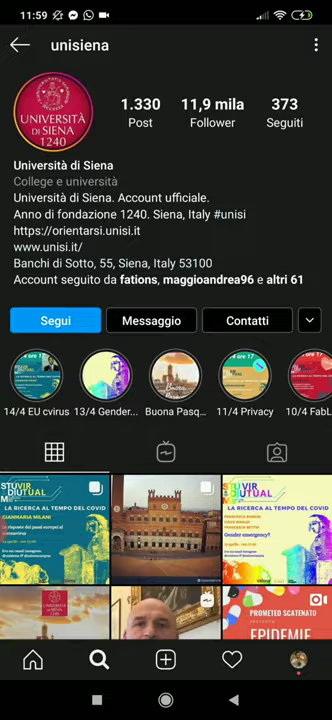 11:59
unisiena
UNIVERSITÀ
DI SIENA
1240
1.330
11,9 mila
373
Post
Follower
Seguiti
Università di Siena
College e università
Università di Siena. Account ufficiale.
Anno di fondazione 1240. Siena, Italy #unisi
https://orientarsi.unisi.it
www.unisi.it/
Banchi di Sotto, 55, Siena, Italy 53100
Account seguito da fations, maggioandrea96 e altri 61
Segui
Messaggio
Contatti
14/4 EU cvirus
13/4 Gender...
Buona Pasq...
11/4 Privacy
10/4 FabL
LA RICERCA AL TEMPO DEL COVID
GIANMARIA MILANI
LA RICERCA AL TEMPO DEL COVID
Gender emergency?
UNIVERSITÀ
DI SIENA
1240
PROMETEO SCATENATO
EPIDEMIE